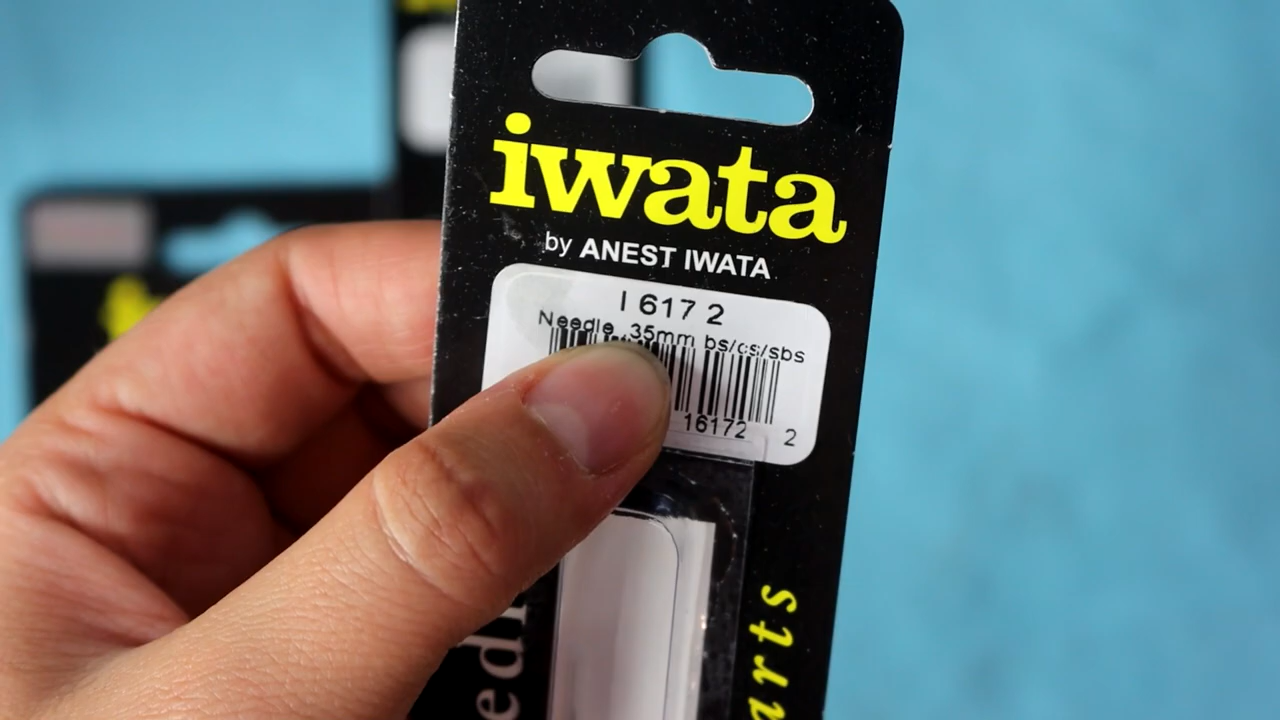 iwata
by ANEST IWATA
I 617 2
Needle .35mm bs/cs/sbs
16172 2